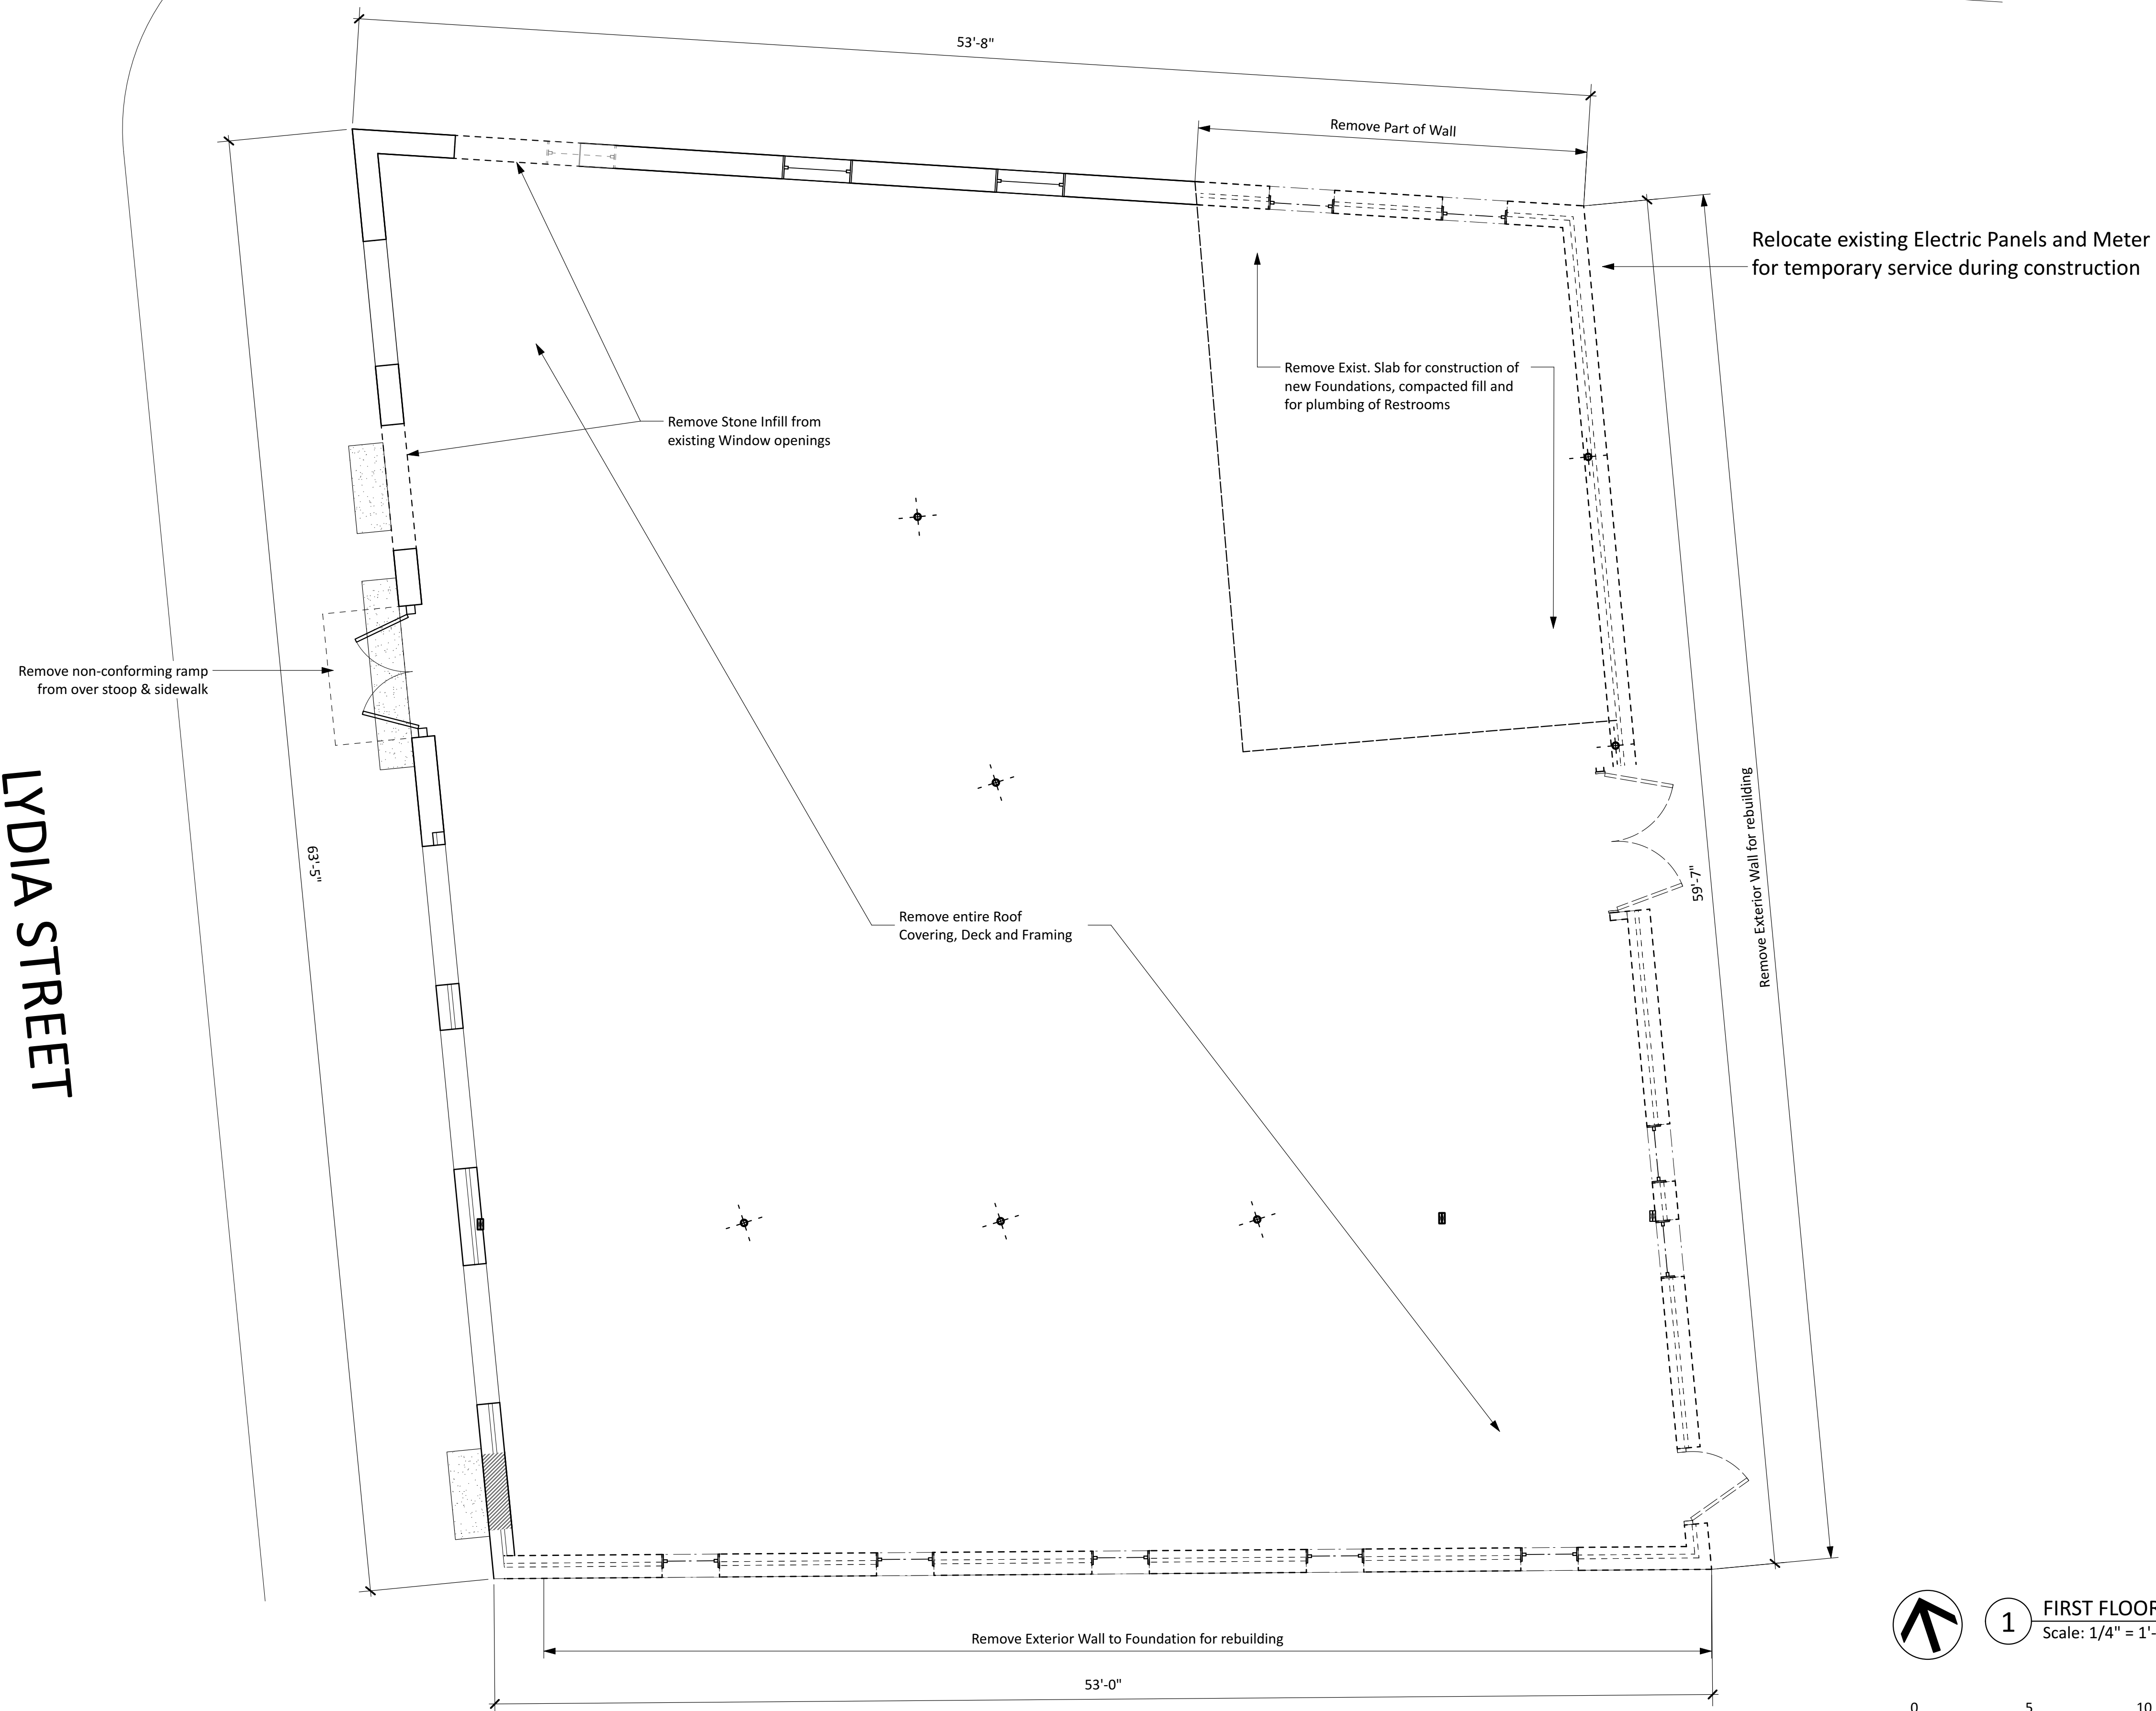 53'-8"
Remove Part of Wall
Relocate existing Electric Panels and Meter
for temporary service during construction
Remove Exist. Slab for construction of
new Foundations, compacted fill and
for plumbing of Restrooms
Remove Stone Infill from
existing Window openings
Remove non-conforming ramp
from over stoop & sidewalk
LYDIA STREET
63'-5"
59'-7"
Remove Exterior Wall for rebuilding
Remove entire Roof
Covering, Deck and Framing
Remove Exterior Wall to Foundation for rebuilding
53'-0"
1
FIRST FLOOR
Scale: 1/4" = 1'-
0 5 10